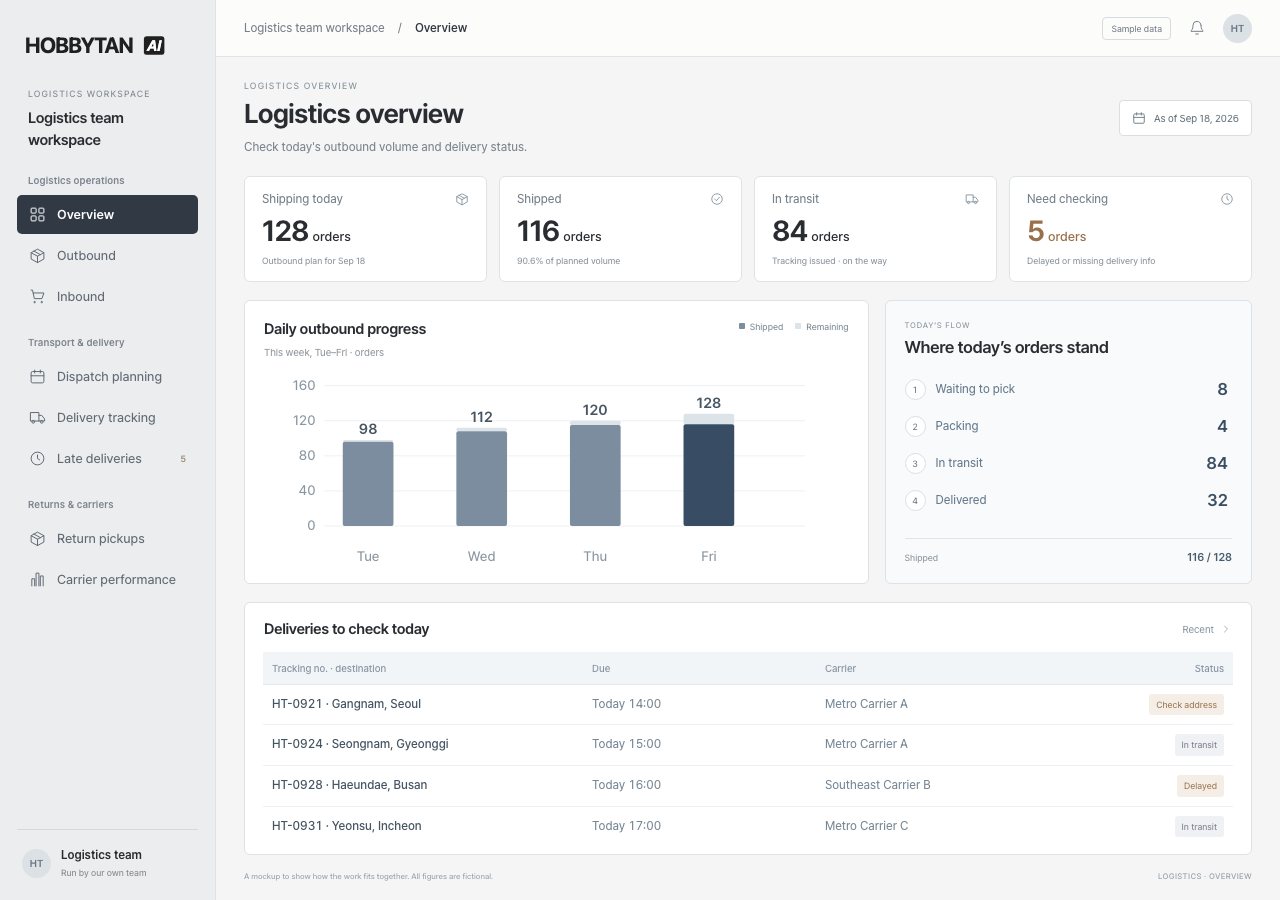 HOBBYTAN AI
LOGISTICS WORKSPACE
Logistics team
workspace
Logistics operations
Overview
Outbound
Inbound
Transport & delivery
Dispatch planning
Delivery tracking
Late deliveries 5
Returns & carriers
Return pickups
Carrier performance
HT
Logistics team
Run by our own team
Logistics team workspace / Overview
Sample data
HT
LOGISTICS OVERVIEW
Logistics overview
Check today's outbound volume and delivery status.
As of Sep 18, 2026
Shipping today
128 orders
Outbound plan for Sep 18
Shipped
116 orders
90.6% of planned volume
In transit
84 orders
Tracking issued · on the way
Need checking
5 orders
Delayed or missing delivery info
Daily outbound progress
Shipped Remaining
This week, Tue–Fri · orders
160
120
80
40
0
98
112
120
128
Tue Wed Thu Fri
TODAY'S FLOW
Where today’s orders stand
1 Waiting to pick 8
2 Packing 4
3 In transit 84
4 Delivered 32
Shipped 116 / 128
Deliveries to check today
Recent
Tracking no. · destination Due Carrier Status
HT-0921 · Gangnam, Seoul Today 14:00 Metro Carrier A Check address
HT-0924 · Seongnam, Gyeonggi Today 15:00 Metro Carrier A In transit
HT-0928 · Haeundae, Busan Today 16:00 Southeast Carrier B Delayed
HT-0931 · Yeonsu, Incheon Today 17:00 Metro Carrier C In transit
A mockup to show how the work fits together. All figures are fictional.
LOGISTICS · OVERVIEW